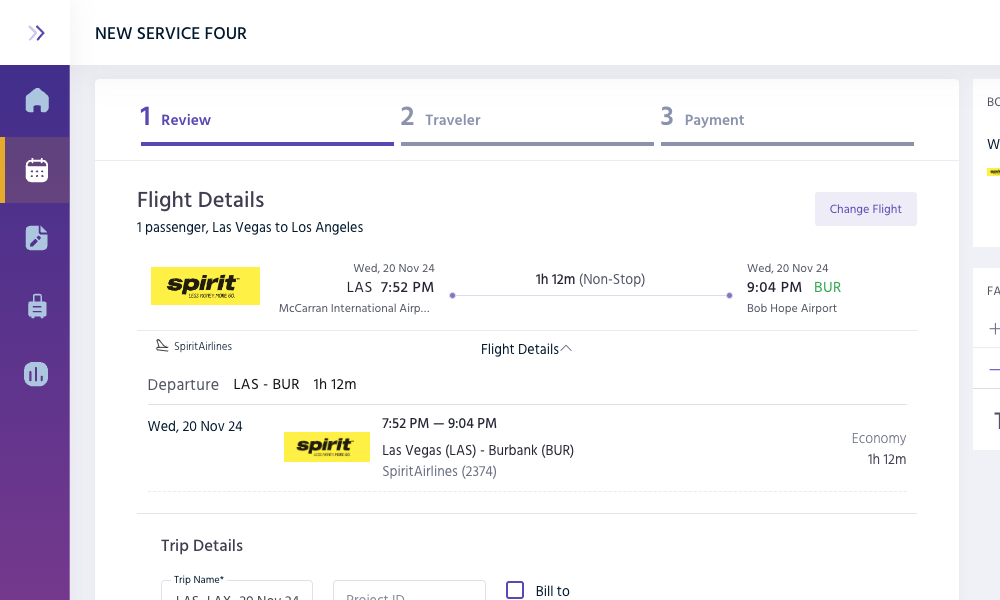 NEW SERVICE FOUR
1 Review
2 Traveler
3 Payment
BO
W
Flight Details
1 passenger, Las Vegas to Los Angeles
Change Flight
spirit
LESS MONEY. MORE GO.
Wed, 20 Nov 24
LAS 7:52 PM
McCarran International Airp...
1h 12m (Non-Stop)
Wed, 20 Nov 24
9:04 PM BUR
Bob Hope Airport
FA
SpiritAirlines
Flight Details
Departure LAS - BUR 1h 12m
Wed, 20 Nov 24
spirit
7:52 PM — 9:04 PM
Las Vegas (LAS) - Burbank (BUR)
SpiritAirlines (2374)
Economy
1h 12m
Trip Details
Trip Name*
LAS-LAX, 20 Nov 24
Project ID
Bill to